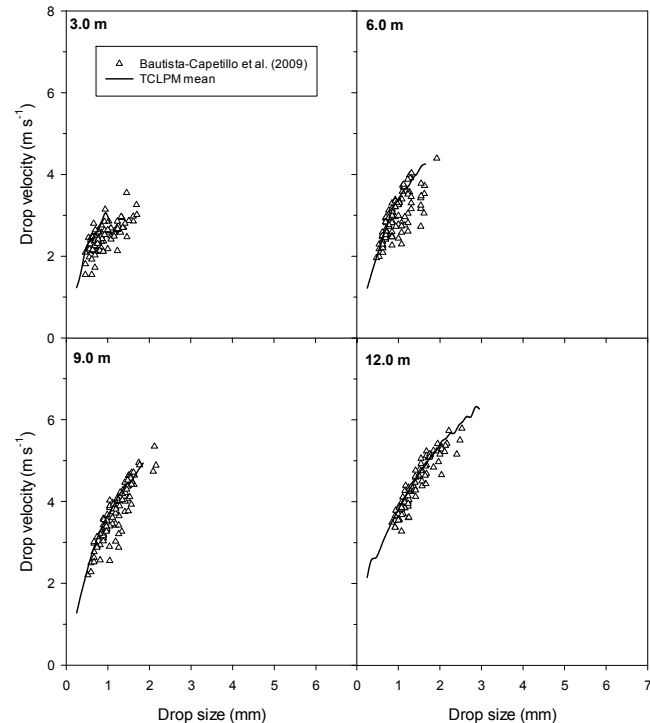 8
3.0 m
6.0 m
Bautista-Capetillo et al. (2009)
TCLPM mean
6
4
2
0
Drop velocity (m s⁻¹)
9.0 m
12.0 m
6
4
2
0
Drop velocity (m s⁻¹)
0 1 2 3 4 5 6 0 1 2 3 4 5 6 7
Drop size (mm) Drop size (mm)